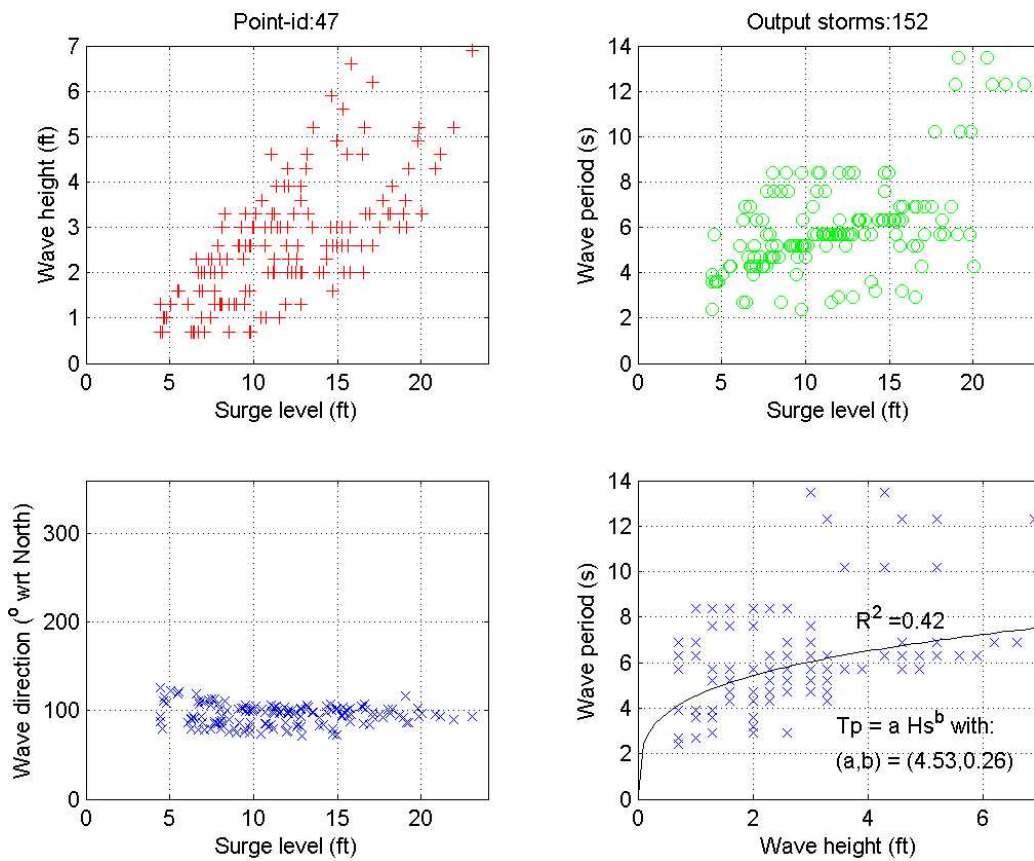 Point-id:47
7
6
5
4
3
2
1
0
Wave height (ft)
0 5 10 15 20
Surge level (ft)
Output storms:152
14
12
10
8
6
4
2
0
Wave period (s)
0 5 10 15 20
Surge level (ft)
300
200
100
0
Wave direction (° wrt North)
0 5 10 15 20
Surge level (ft)
14
12
10
8
6
4
2
0
Wave period (s)
R² =0.42
Tp = a Hsᵇ with:
(a,b) = (4.53,0.26)
0 2 4 6
Wave height (ft)